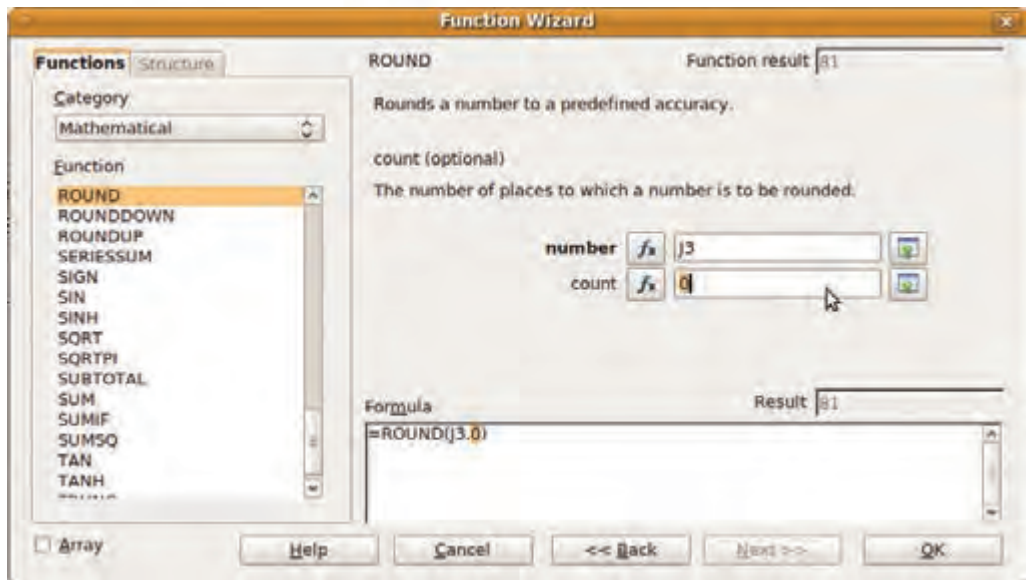 Function Wizard
Functions Structure
ROUND
Function result 81
Category
Mathematical
Rounds a number to a predefined accuracy.
Function
count (optional)
The number of places to which a number is to be rounded.
ROUND
ROUNDDOWN
ROUNDUP
SERIESSUM
SIGN
SIN
SINH
SQRT
SQRTPI
SUBTOTAL
SUM
SUMIF
SUMSQ
TAN
TANH
number fx J3
count fx 0
Formula
Result 81
=ROUND(J3.0)
Array
Help
Cancel
<< Back
Next >>
OK